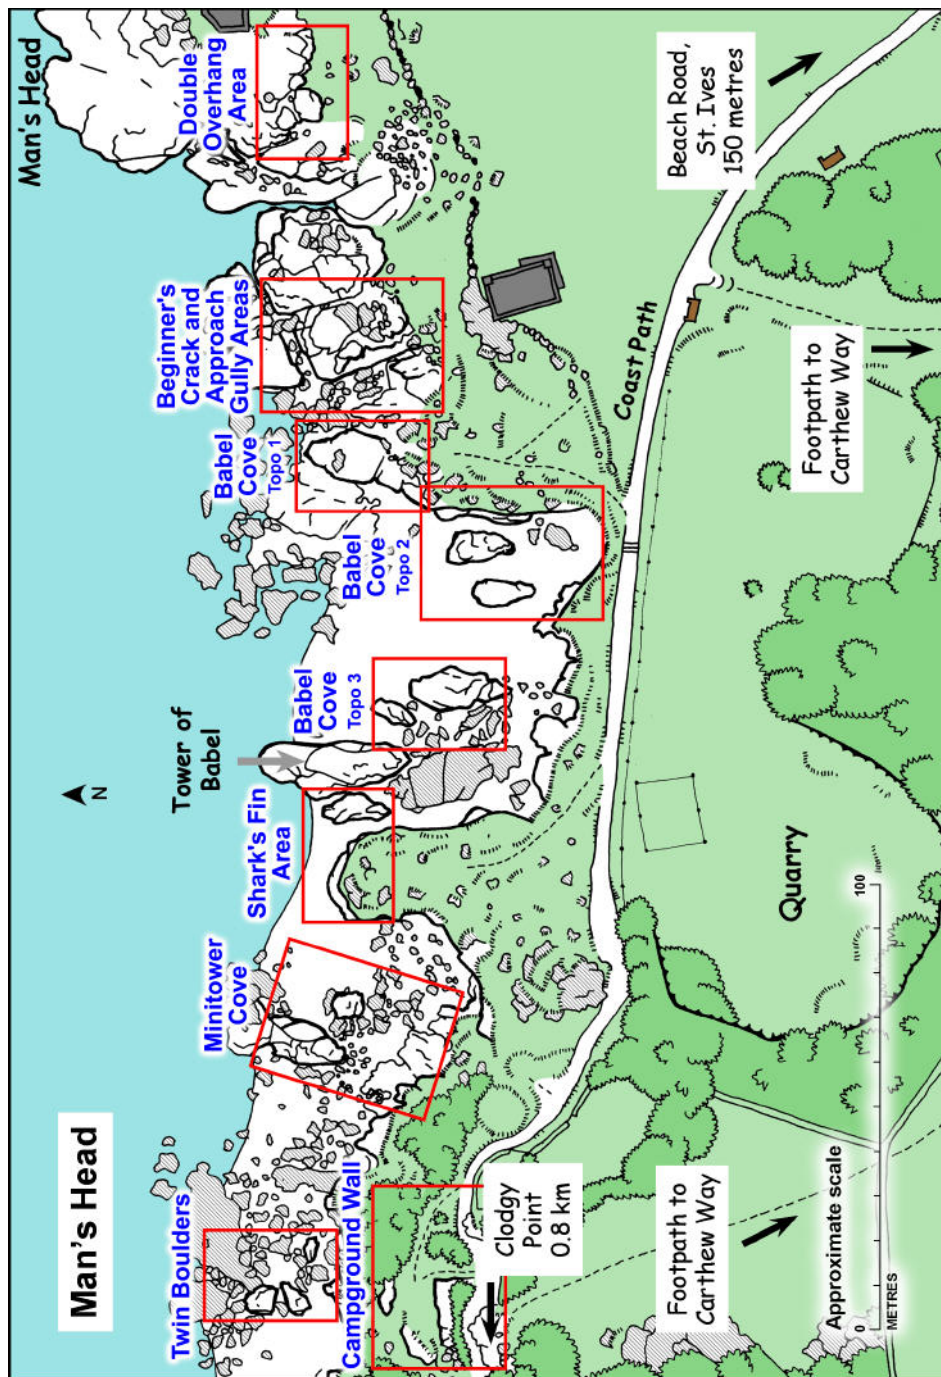 Man's Head
Twin Boulders
Campground Wall
Minitower
Cove
Shark's Fin
Area
Tower of
Babel
N
Babel
Cove
Topo 3
Babel
Cove
Topo 2
Babel
Cove
Topo 1
Beginner's
Crack and
Approach
Gully Areas
Double
Overhang
Area
Man's Head
Clodgy
Point
0.8 km
Coast Path
Beach Road,
St. Ives
150 metres
Footpath to
Carthew Way
Quarry
Footpath to
Carthew Way
Approximate scale
0
100
METRES